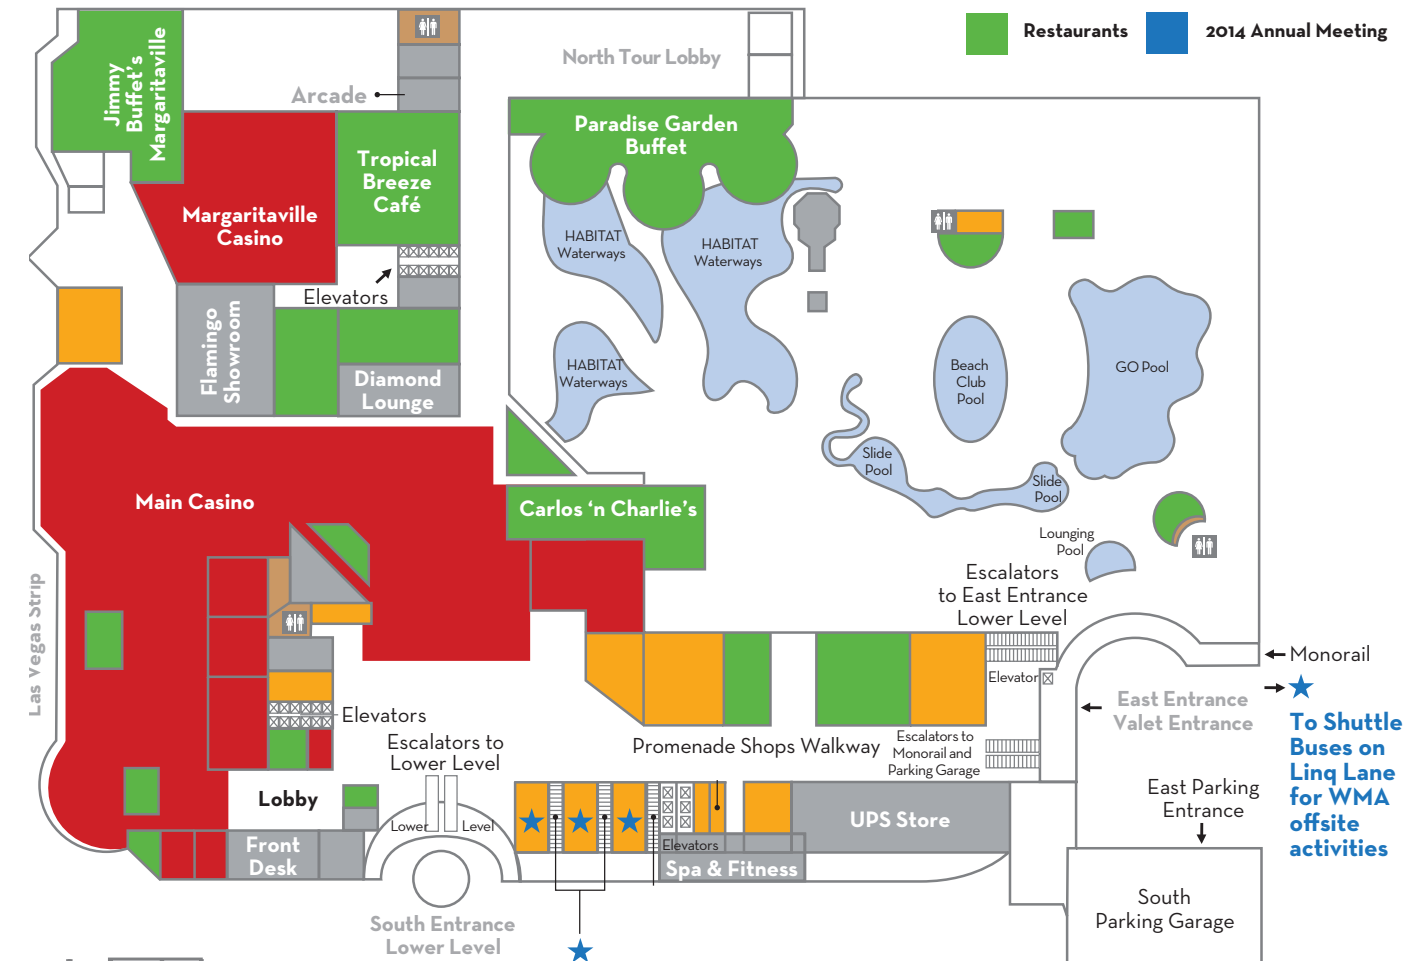 Restaurants
2014 Annual Meeting
North Tour Lobby
Jimmy
Buffet's
Margaritaville
Arcade
Paradise Garden
Buffet
Tropical
Breeze
Café
Margaritaville
Casino
HABITAT
Waterways
HABITAT
Waterways
Elevators
Flamingo
Showroom
Diamond
Lounge
HABITAT
Waterways
Beach
Club
Pool
GO Pool
Slide
Pool
Slide
Pool
Main Casino
Carlos 'n Charlie's
Lounging
Pool
Escalators
to East Entrance
Lower Level
Las Vegas Strip
Monorail
Elevator
East Entrance
Valet Entrance
To Shuttle
Buses on
Linq Lane
for WMA
offsite
activities
Elevators
Escalators to
Lower Level
Promenade Shops Walkway
Escalators to
Monorail and
Parking Garage
East Parking
Entrance
Lobby
Lower
Level
UPS Store
Front
Desk
Elevators
Spa & Fitness
South Entrance
Lower Level
South
Parking Garage